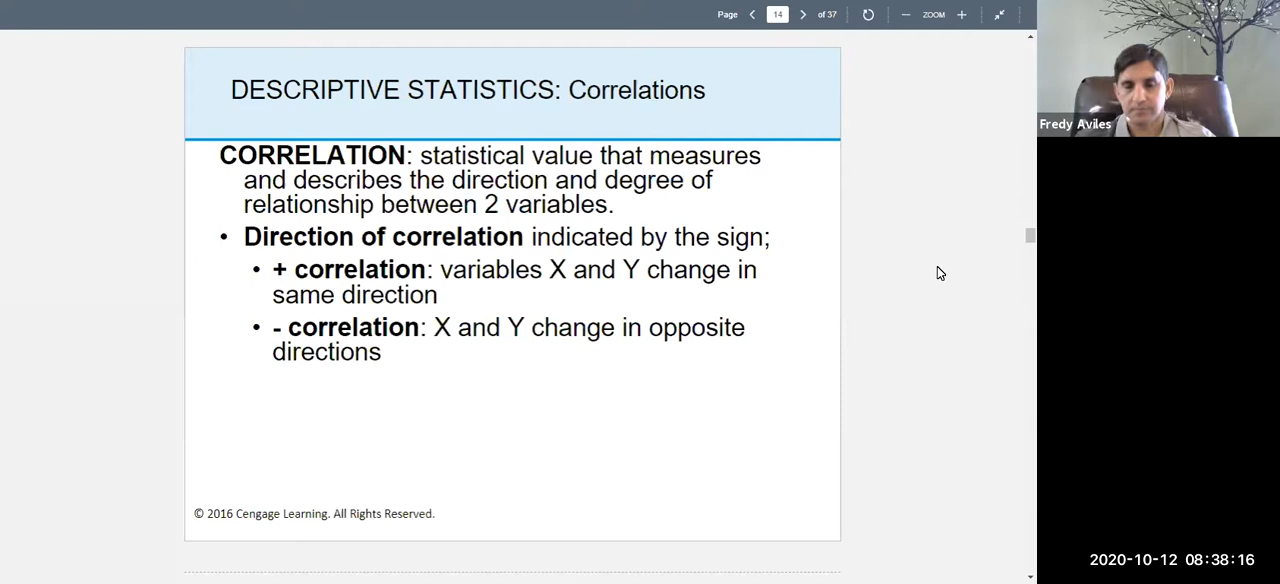 Page 14 of 37 ZOOM
DESCRIPTIVE STATISTICS: Correlations
CORRELATION: statistical value that measures
and describes the direction and degree of
relationship between 2 variables.
• Direction of correlation indicated by the sign;
• + correlation: variables X and Y change in
same direction
• - correlation: X and Y change in opposite
directions
© 2016 Cengage Learning. All Rights Reserved.
Fredy Aviles
2020-10-12 08:38:16